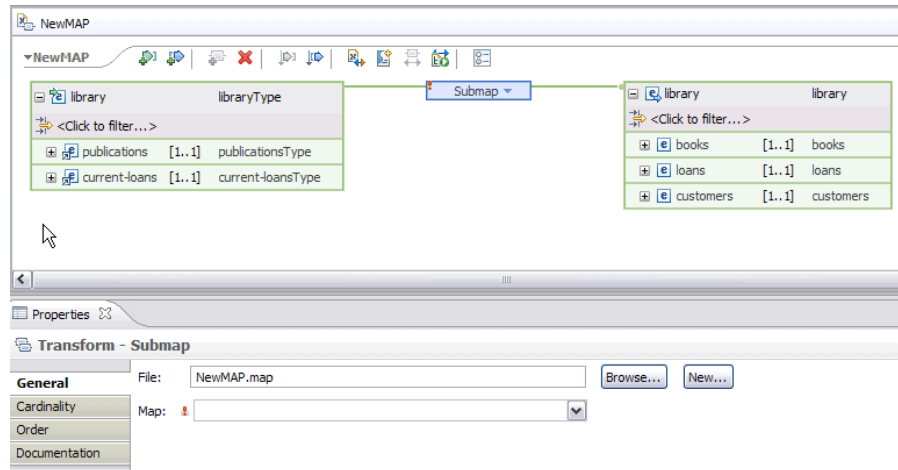 NewMAP
NewMAP
Submap
library libraryType
<Click to filter...>
publications [1..1] publicationsType
current-loans [1..1] current-loansType
library library
<Click to filter...>
books [1..1] books
loans [1..1] loans
customers [1..1] customers
Properties
Transform - Submap
General
Cardinality
Order
Documentation
File: NewMAP.map Browse... New...
Map: